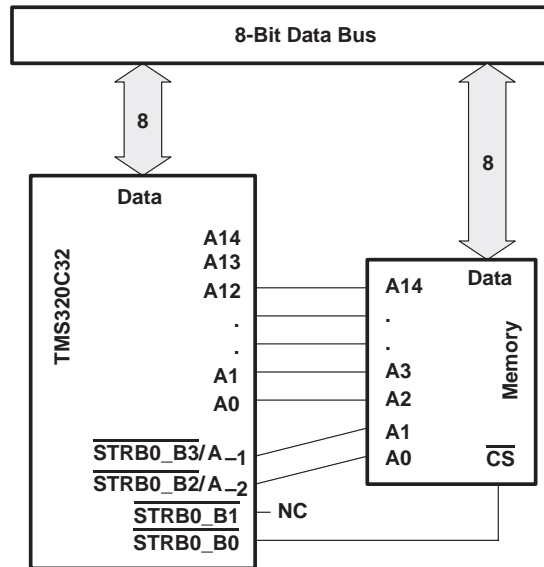 8-Bit Data Bus
8
8
Data
TMS320C32
A14
A13
A12
.
.
A1
A0
STRB0_B3/A–1
STRB0_B2/A–2
STRB0_B1
STRB0_B0
NC
Data
A14
.
.
A3
A2
A1
A0
CS
Memory